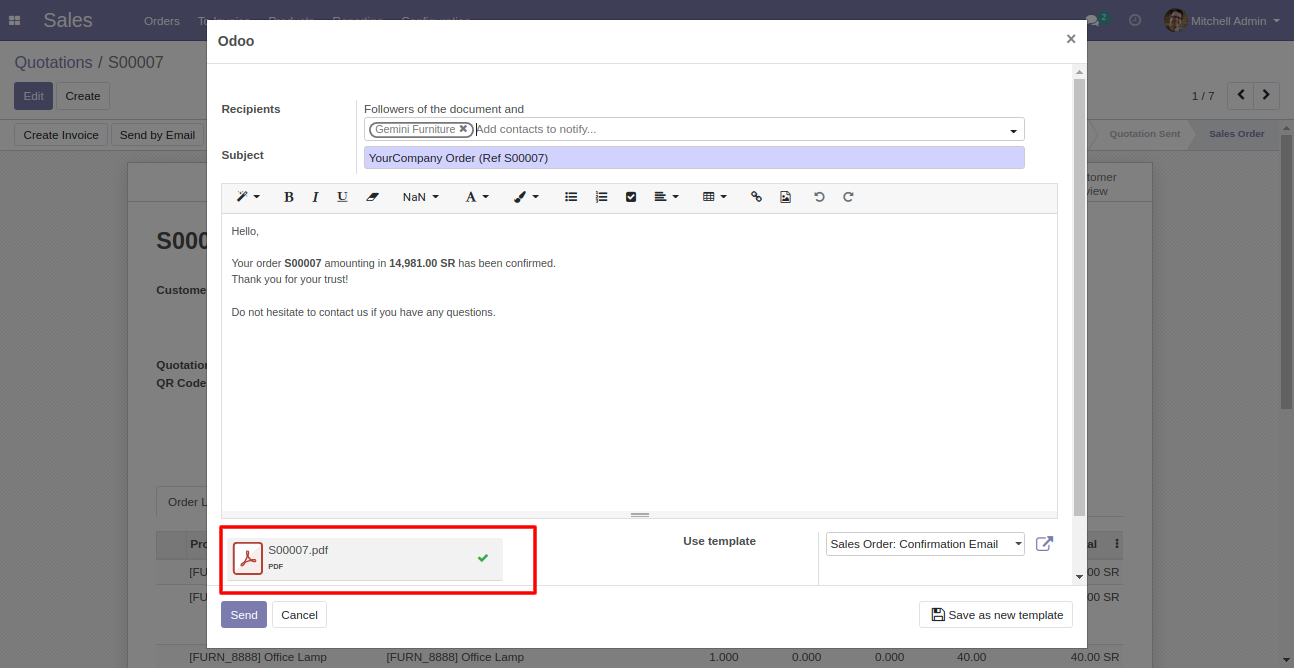 Sales
Orders
To Invoice
Products
Reporting
Configuration
2
Mitchell Admin
Quotations / S00007
Edit
Create
1 / 7
Create Invoice
Send by Email
Quotation Sent
Sales Order
Odoo
×
Recipients
Followers of the document and
Gemini Furniture
Add contacts to notify...
Subject
YourCompany Order (Ref S00007)
B I U
NaN
A
Hello,
Your order S00007 amounting in 14,981.00 SR has been confirmed.
Thank you for your trust!
Do not hesitate to contact us if you have any questions.
S00007.pdf
PDF
Use template
Sales Order: Confirmation Email
Send
Cancel
Save as new template
S000
Custome
Quotation
QR Code
tomer
view
Order L
Pro
al
[FU
00 SR
[FU
00 SR
[FURN_8888] Office Lamp
[FURN_8888] Office Lamp
1.000
0.000
0.000
40.00
40.00 SR